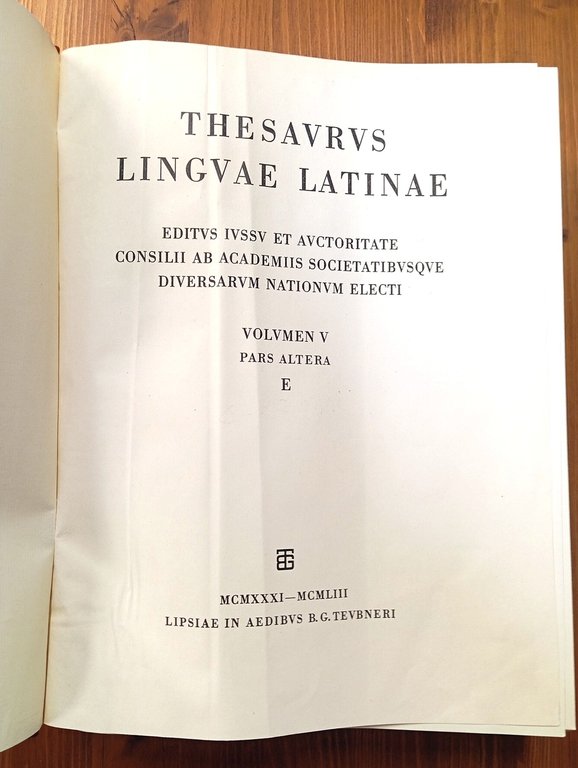 THESAVRVS
LINGVAE LATINAE
EDITVS IVSSV ET AVCTORITATE
CONSILII AB ACADEMIIS SOCIETATIBVSQVE
DIVERSARVM NATIONVM ELECTI
VOLVMEN V
PARS ALTERA
E
MCMXXXI—MCMLIII
LIPSIAE IN AEDIBVS B.G.TEVBNERI